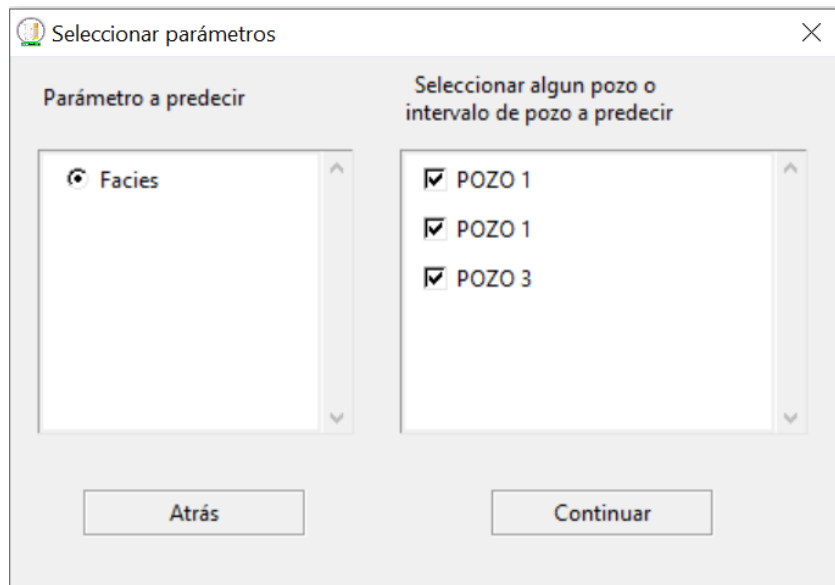 Seleccionar parámetros
Parámetro a predecir
Seleccionar algun pozo o
intervalo de pozo a predecir
Facies
POZO 1
POZO 1
POZO 3
Atrás
Continuar